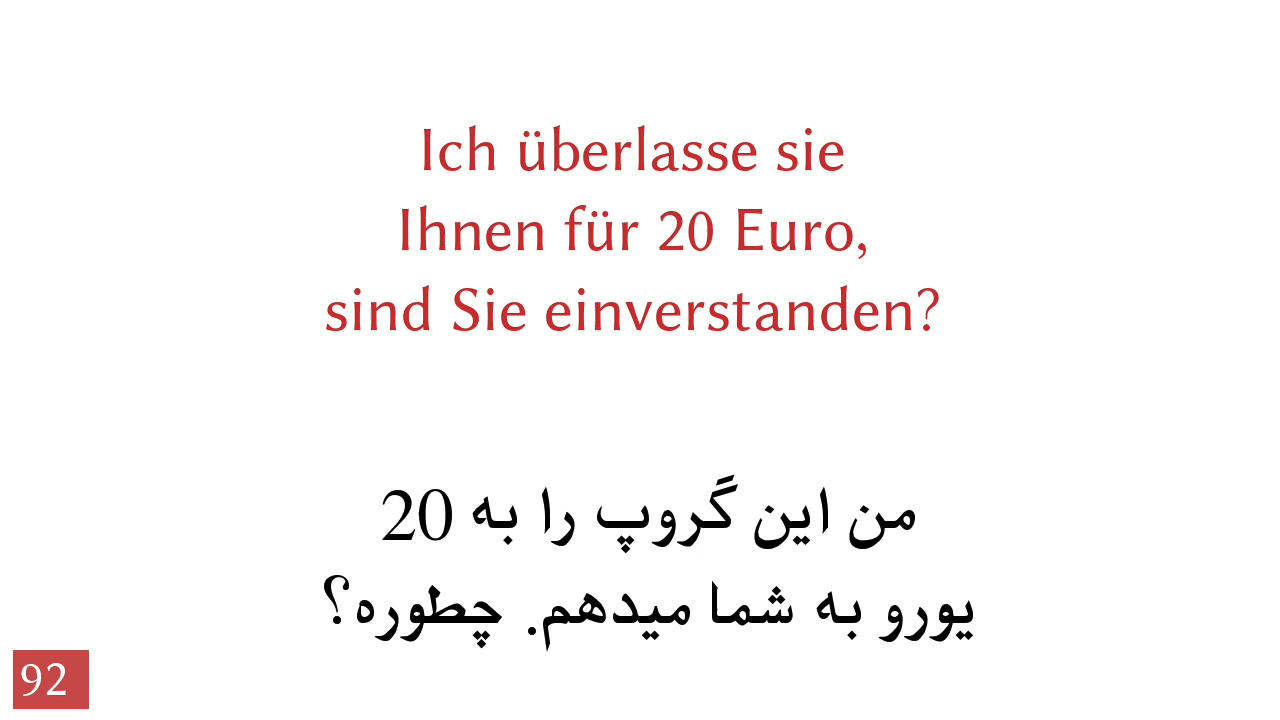 Ich überlasse sie
Ihnen für 20 Euro,
sind Sie einverstanden?
من این گروپ را به 20
یورو به شما میدهم. چطوره؟
92